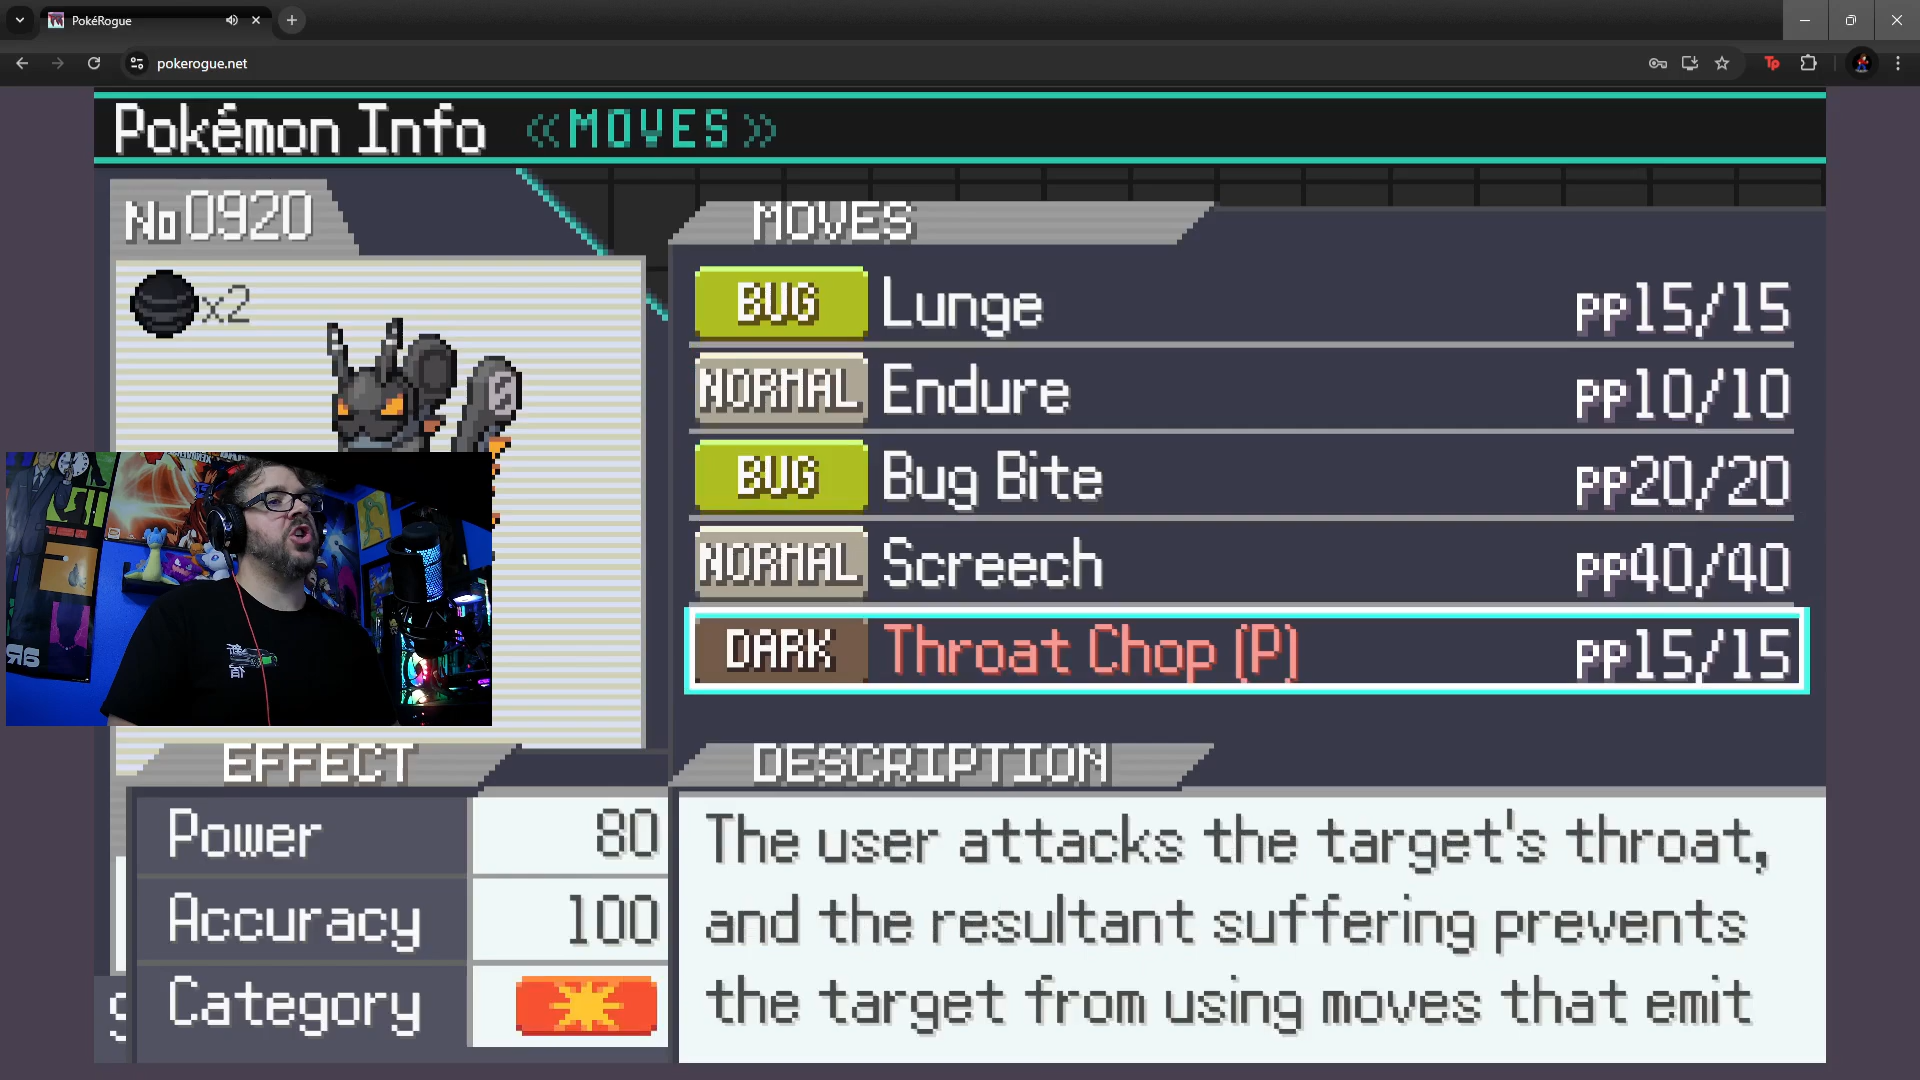 PokéRogue
pokerogue.net
Tp
Pokémon Info «MOVES»
No0920
x2
MOVES
BUG Lunge PP15/15
NORMAL Endure PP10/10
BUG Bug Bite PP20/20
NORMAL Screech PP40/40
DARK Throat Chop (P) PP15/15
EFFECT
Power 80
Accuracy 100
Category
DESCRIPTION
The user attacks the target's throat,
and the resultant suffering prevents
the target from using moves that emit